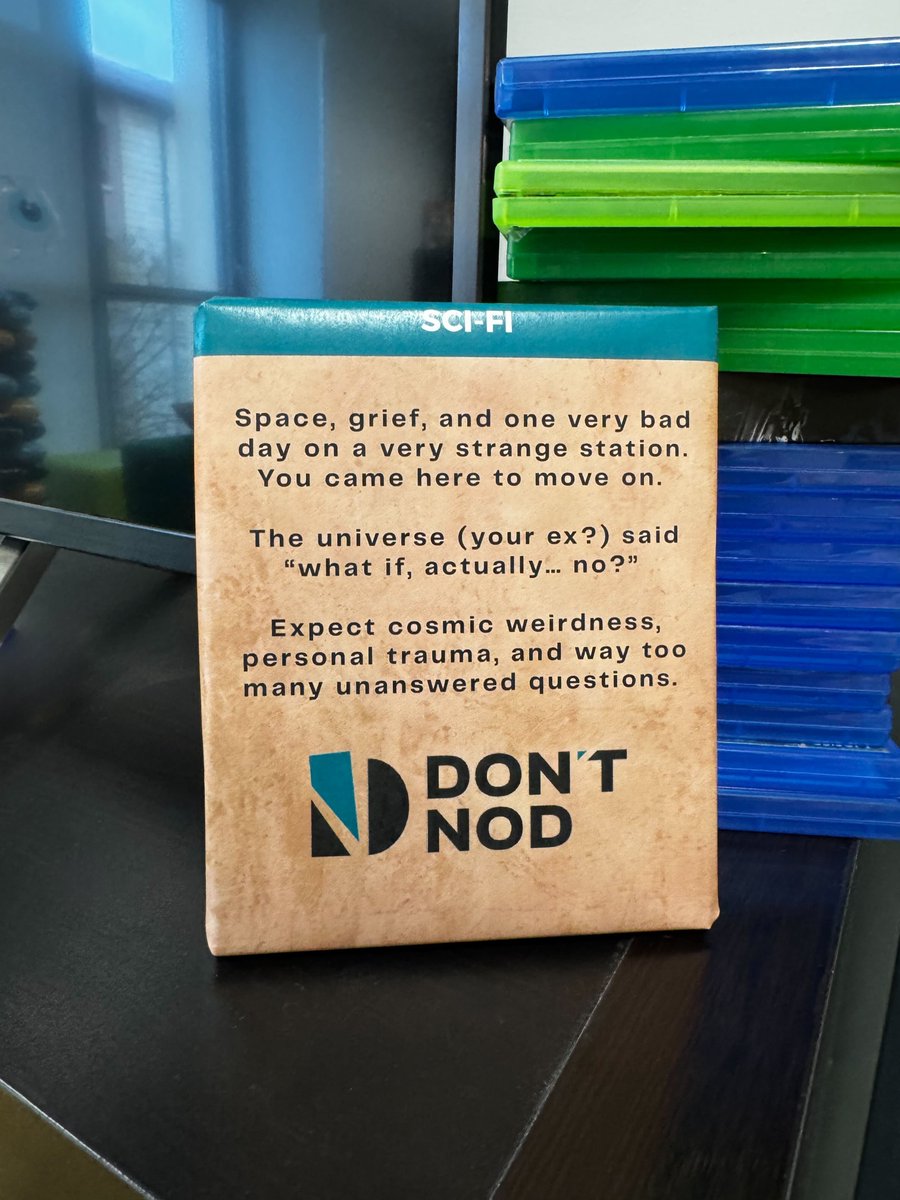 SCI-FI
Space, grief, and one very bad
day on a very strange station.
You came here to move on.
The universe (your ex?) said
“what if, actually… no?”
Expect cosmic weirdness,
personal trauma, and way too
many unanswered questions.
DON'T
NOD